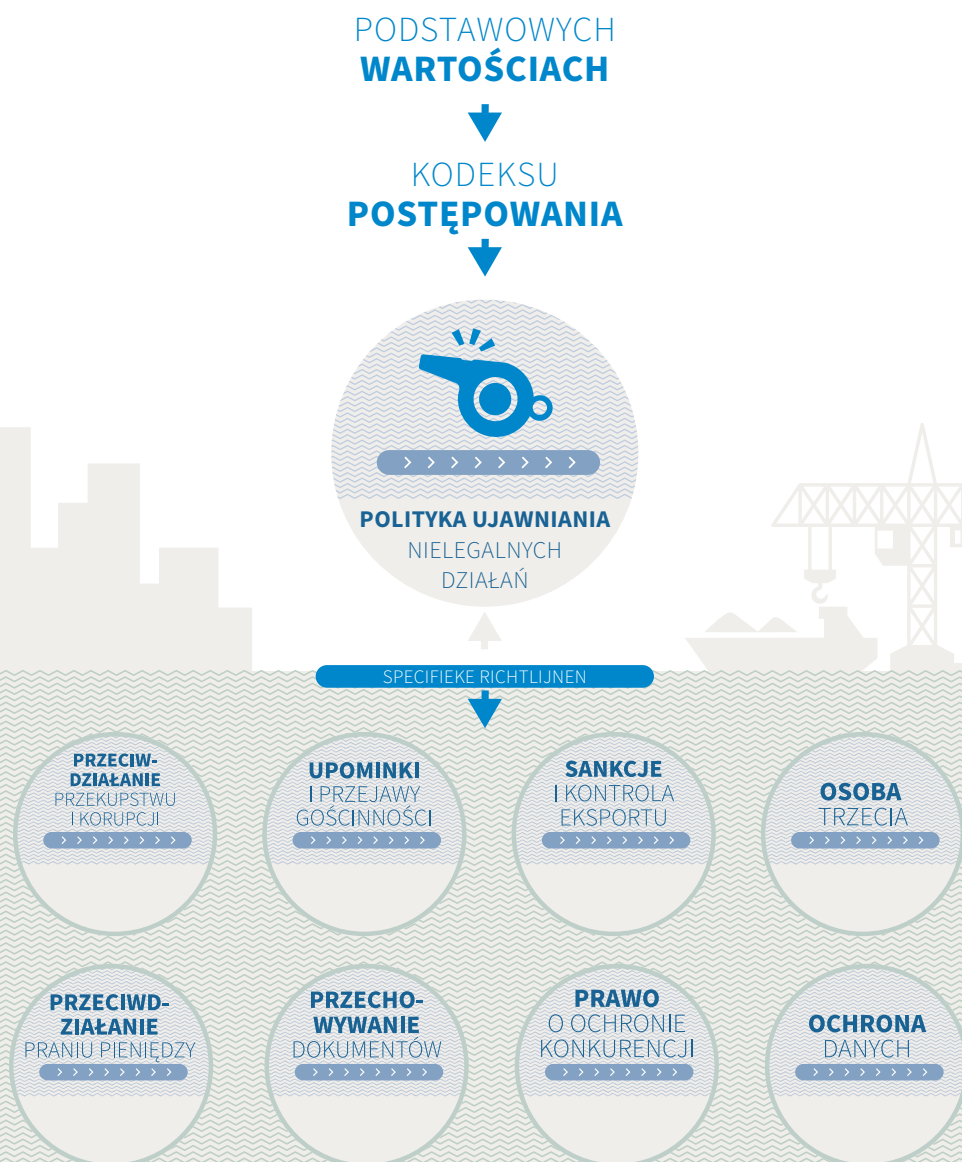 PODSTAWOWYCH
WARTOŚCIACH
KODEKSU
POSTĘPOWANIA
POLITYKA UJAWNIANIA
NIELEGALNYCH
DZIAŁAŃ
SPECIFIEKE RICHTLIJNEN
PRZECIW-
DZIAŁANIE
PRZEKUPSTWU
I KORUPCJI
UPOMINKI
I PRZEJAWY
GOŚCINNOŚCI
SANKCJE
I KONTROLA
EKSPORTU
OSOBA
TRZECIA
PRZECIWD-
ZIAŁANIE
PRANIU PIENIĘDZY
PRZECHO-
WYWANIE
DOKUMENTÓW
PRAWO
O OCHRONIE
KONKURENCJI
OCHRONA
DANYCH